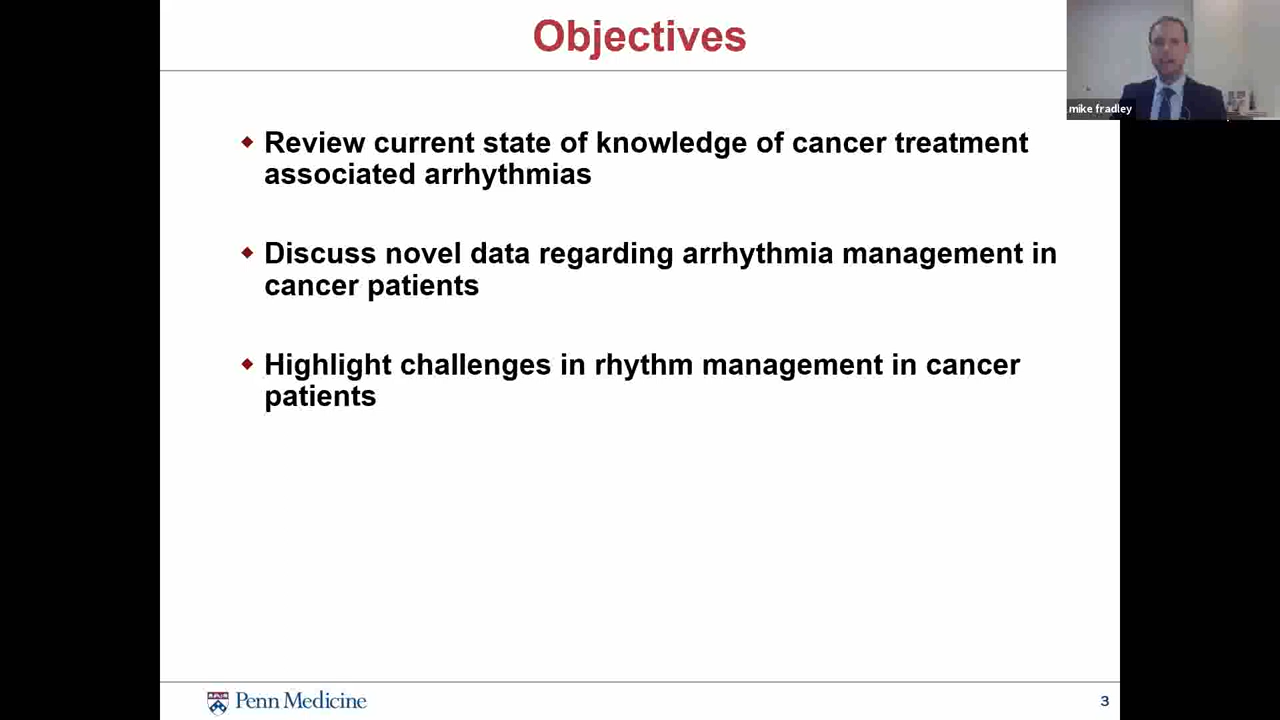 Objectives
mike fradley
Review current state of knowledge of cancer treatment
associated arrhythmias
Discuss novel data regarding arrhythmia management in
cancer patients
Highlight challenges in rhythm management in cancer
patients
Penn Medicine
3